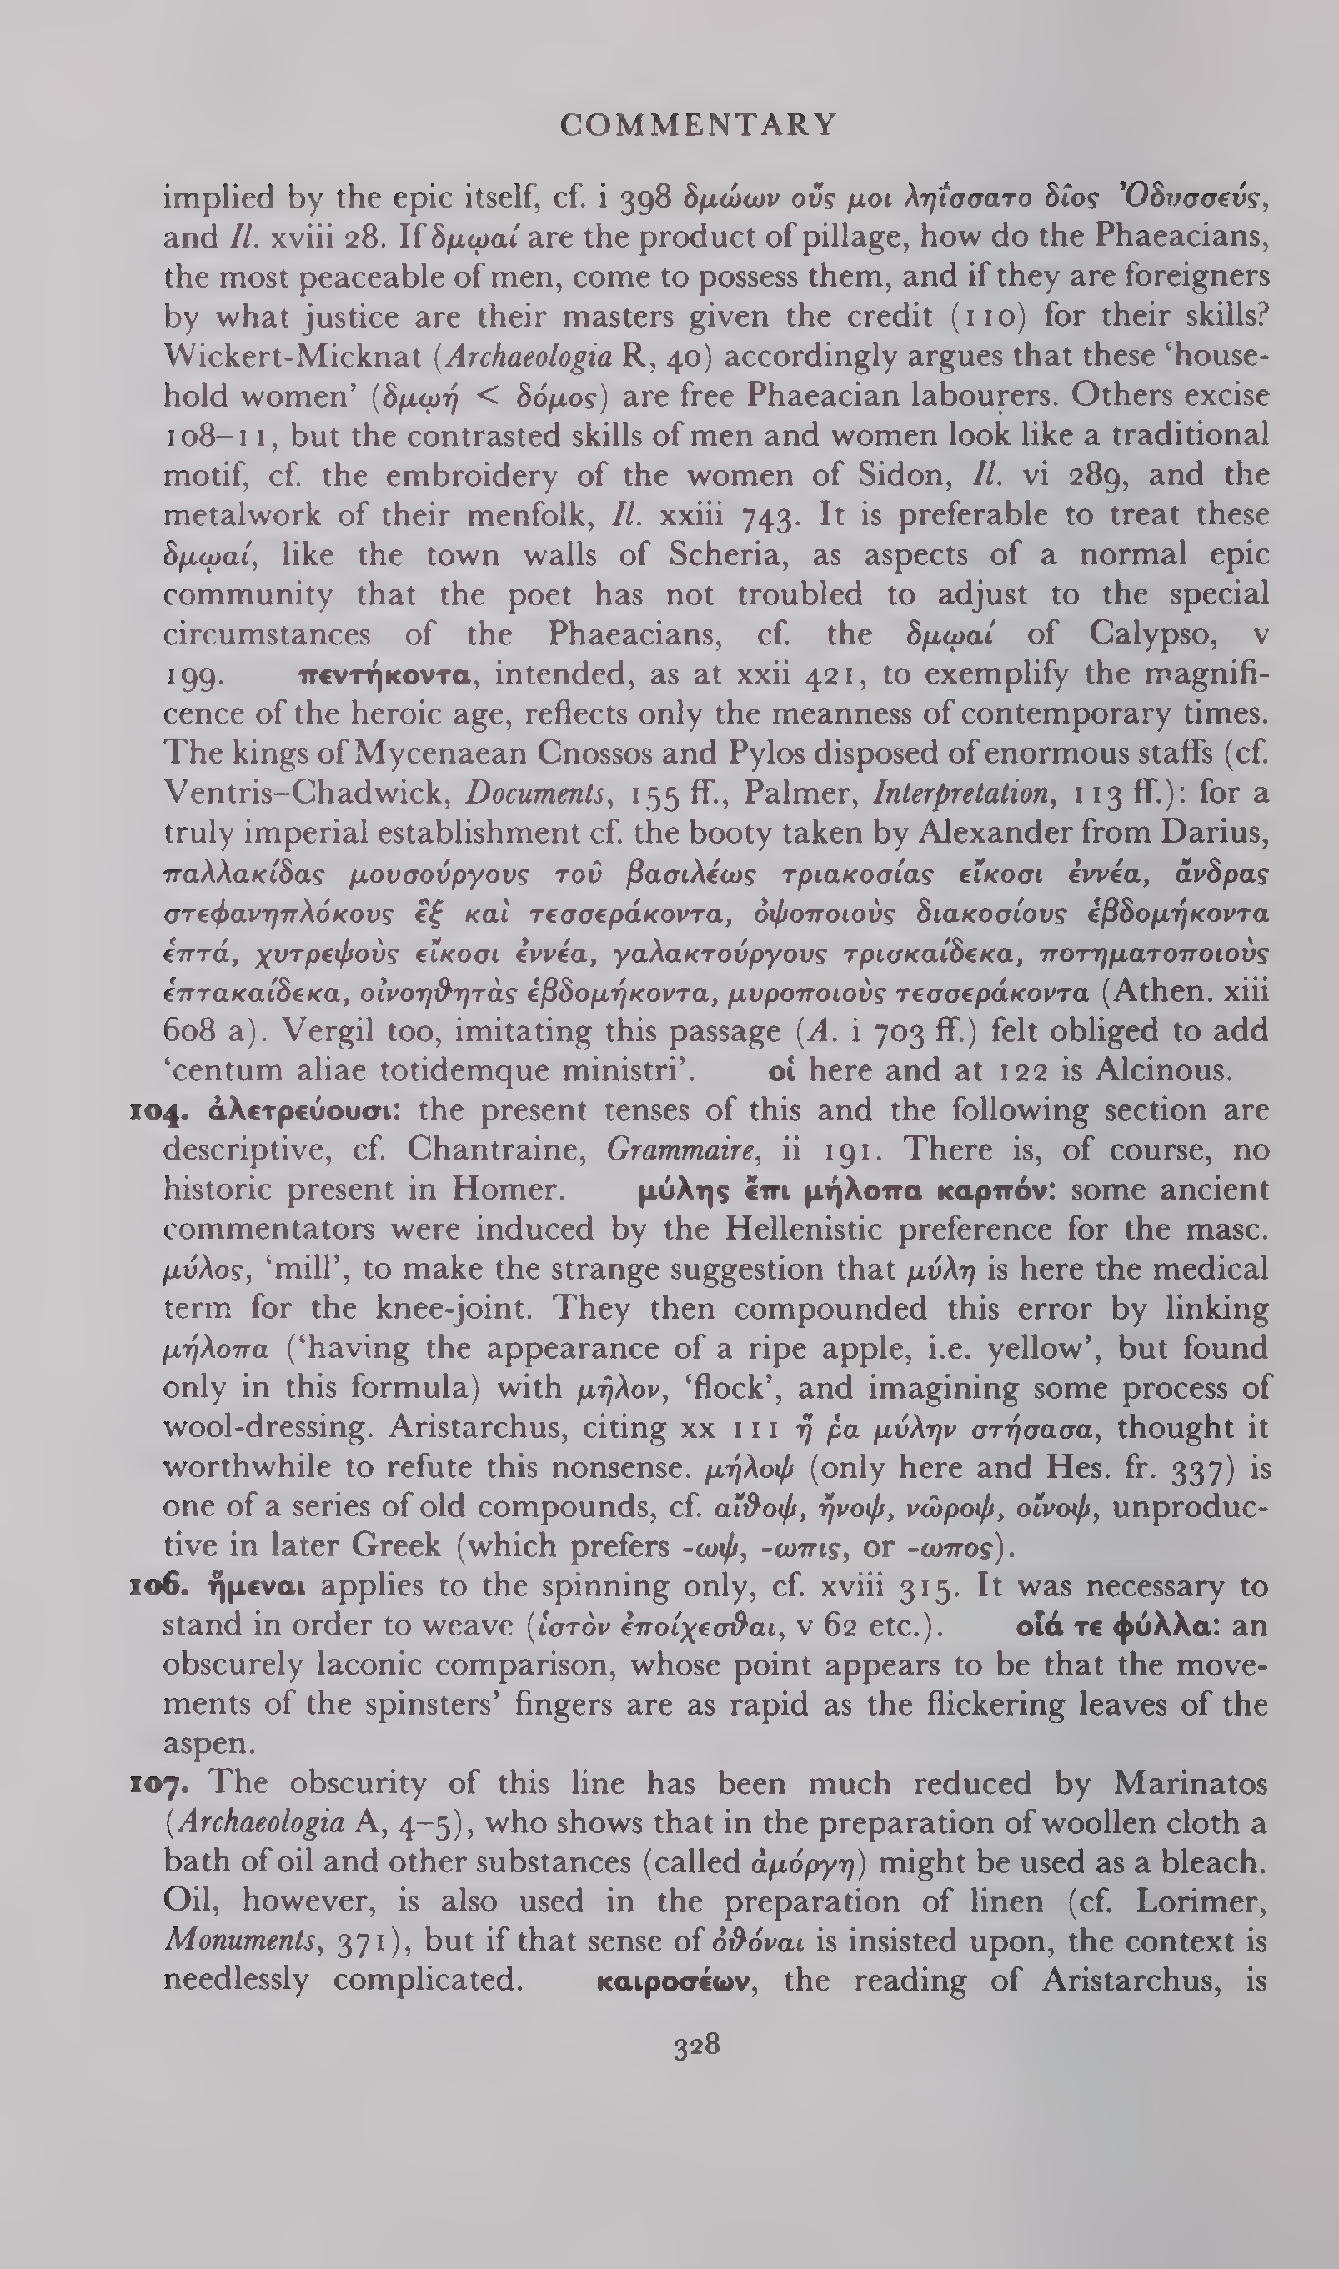 COMMENTARY
implied by the epic itself, cf. i 398 δμώων οὕς μοι ληΐσσατο δῖος Ὀδυσσεύς,
and Il. xviii 28. If δμῳαί are the product of pillage, how do the Phaeacians,
the most peaceable of men, come to possess them, and if they are foreigners
by what justice are their masters given the credit (110) for their skills?
Wickert-Micknat (Archaeologia R, 40) accordingly argues that these ‘house-
hold women’ (δμῳή < δόμος) are free Phaeacian labourers. Others excise
108–11, but the contrasted skills of men and women look like a traditional
motif, cf. the embroidery of the women of Sidon, Il. vi 289, and the
metalwork of their menfolk, Il. xxiii 743. It is preferable to treat these
δμῳαί, like the town walls of Scheria, as aspects of a normal epic
community that the poet has not troubled to adjust to the special
circumstances of the Phaeacians, cf. the δμῳαί of Calypso, v
199. πεντήκοντα, intended, as at xxii 421, to exemplify the magnifi-
cence of the heroic age, reflects only the meanness of contemporary times.
The kings of Mycenaean Cnossos and Pylos disposed of enormous staffs (cf.
Ventris–Chadwick, Documents, 155 ff., Palmer, Interpretation, 113 ff.): for a
truly imperial establishment cf. the booty taken by Alexander from Darius,
παλλακίδας μουσούργους τοῦ βασιλέως τριακοσίας εἴκοσι ἐννέα, ἄνδρας
στεφανηπλόκους ἓξ καὶ τεσσεράκοντα, ὀψοποιοὺς διακοσίους ἑβδομήκοντα
ἑπτά, χυτρεψοὺς εἴκοσι ἐννέα, γαλακτούργους τρισκαίδεκα, ποτηματοποιοὺς
ἑπτακαίδεκα, οἰνοηϑητὰς ἑβδομήκοντα, μυροποιοὺς τεσσεράκοντα (Athen. xiii
608 a). Vergil too, imitating this passage (A. i 703 ff.) felt obliged to add
‘centum aliae totidemque ministri’. οἱ here and at 122 is Alcinous.
104. ἀλετρεύουσι: the present tenses of this and the following section are
descriptive, cf. Chantraine, Grammaire, ii 191. There is, of course, no
historic present in Homer. μύλης ἔπι μήλοπα καρπόν: some ancient
commentators were induced by the Hellenistic preference for the masc.
μύλος, ‘mill’, to make the strange suggestion that μύλη is here the medical
term for the knee-joint. They then compounded this error by linking
μήλοπα (‘having the appearance of a ripe apple, i.e. yellow’, but found
only in this formula) with μῆλον, ‘flock’, and imagining some process of
wool-dressing. Aristarchus, citing xx 111 ἥ ῥα μύλην στήσασα, thought it
worthwhile to refute this nonsense. μήλοψ (only here and Hes. fr. 337) is
one of a series of old compounds, cf. αἴϑοψ, ἤνοψ, νῶροψ, οἴνοψ, unproduc-
tive in later Greek (which prefers -ωψ, -ωπις, or -ωπος).
106. ἥμεναι applies to the spinning only, cf. xviii 315. It was necessary to
stand in order to weave (ἱστὸν ἐποίχεσϑαι, v 62 etc.). οἷά τε φύλλα: an
obscurely laconic comparison, whose point appears to be that the move-
ments of the spinsters’ fingers are as rapid as the flickering leaves of the
aspen.
107. The obscurity of this line has been much reduced by Marinatos
(Archaeologia A, 4–5), who shows that in the preparation of woollen cloth a
bath of oil and other substances (called ἀμόργη) might be used as a bleach.
Oil, however, is also used in the preparation of linen (cf. Lorimer,
Monuments, 371), but if that sense of ὀϑόναι is insisted upon, the context is
needlessly complicated. καιροσέων, the reading of Aristarchus, is
328